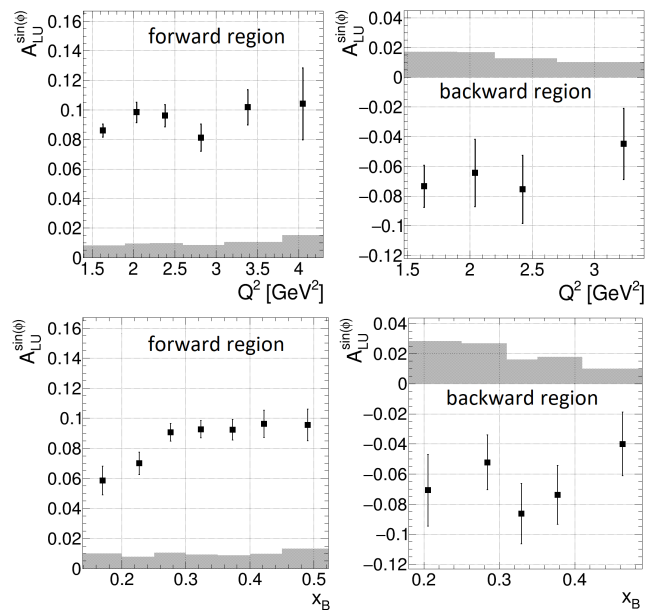 A_LU^sin(ϕ)
forward region
0.16
0.14
0.12
0.1
0.08
0.06
0.04
0.02
0
1.5 2 2.5 3 3.5 4
Q² [GeV²]
A_LU^sin(ϕ)
backward region
0.04
0.02
0
−0.02
−0.04
−0.06
−0.08
−0.1
−0.12
1.5 2 2.5 3
Q² [GeV²]
A_LU^sin(ϕ)
forward region
0.16
0.14
0.12
0.1
0.08
0.06
0.04
0.02
0
0.2 0.3 0.4 0.5
x_B
A_LU^sin(ϕ)
backward region
0.04
0.02
0
−0.02
−0.04
−0.06
−0.08
−0.1
−0.12
0.2 0.3 0.4
x_B